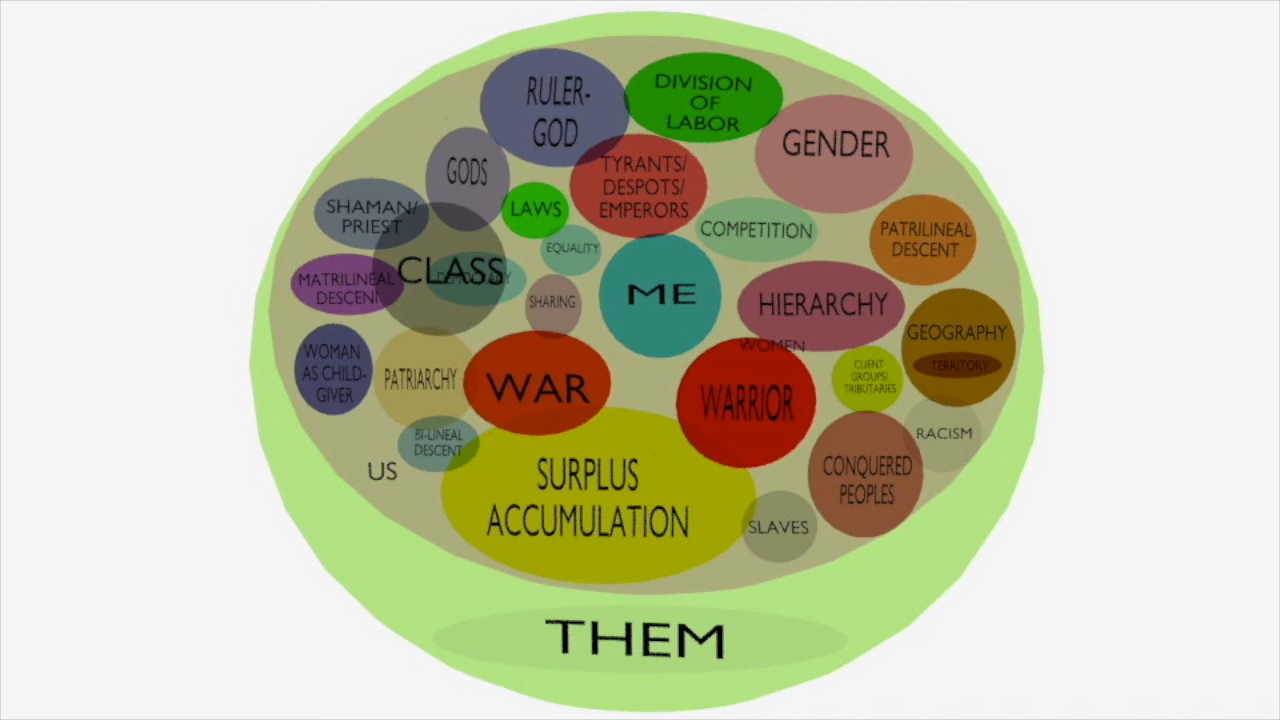 RULER-
GOD
DIVISION
OF
LABOR
GENDER
GODS
TYRANTS/
DESPOTS/
EMPERORS
SHAMAN/
PRIEST
LAWS
COMPETITION
PATRILINEAL
DESCENT
EQUALITY
CLASS
DEMOCRACY
MATRILINEAL
DESCENT
SHARING
ME
HIERARCHY
WOMEN
GEOGRAPHY
TERRITORY
WOMAN
AS CHILD-
GIVER
PATRIARCHY
WAR
WARRIOR
CLIENT
GROUPS/
TRIBUTARIES
BI-LINEAL
DESCENT
RACISM
US
SURPLUS
ACCUMULATION
CONQUERED
PEOPLES
SLAVES
THEM